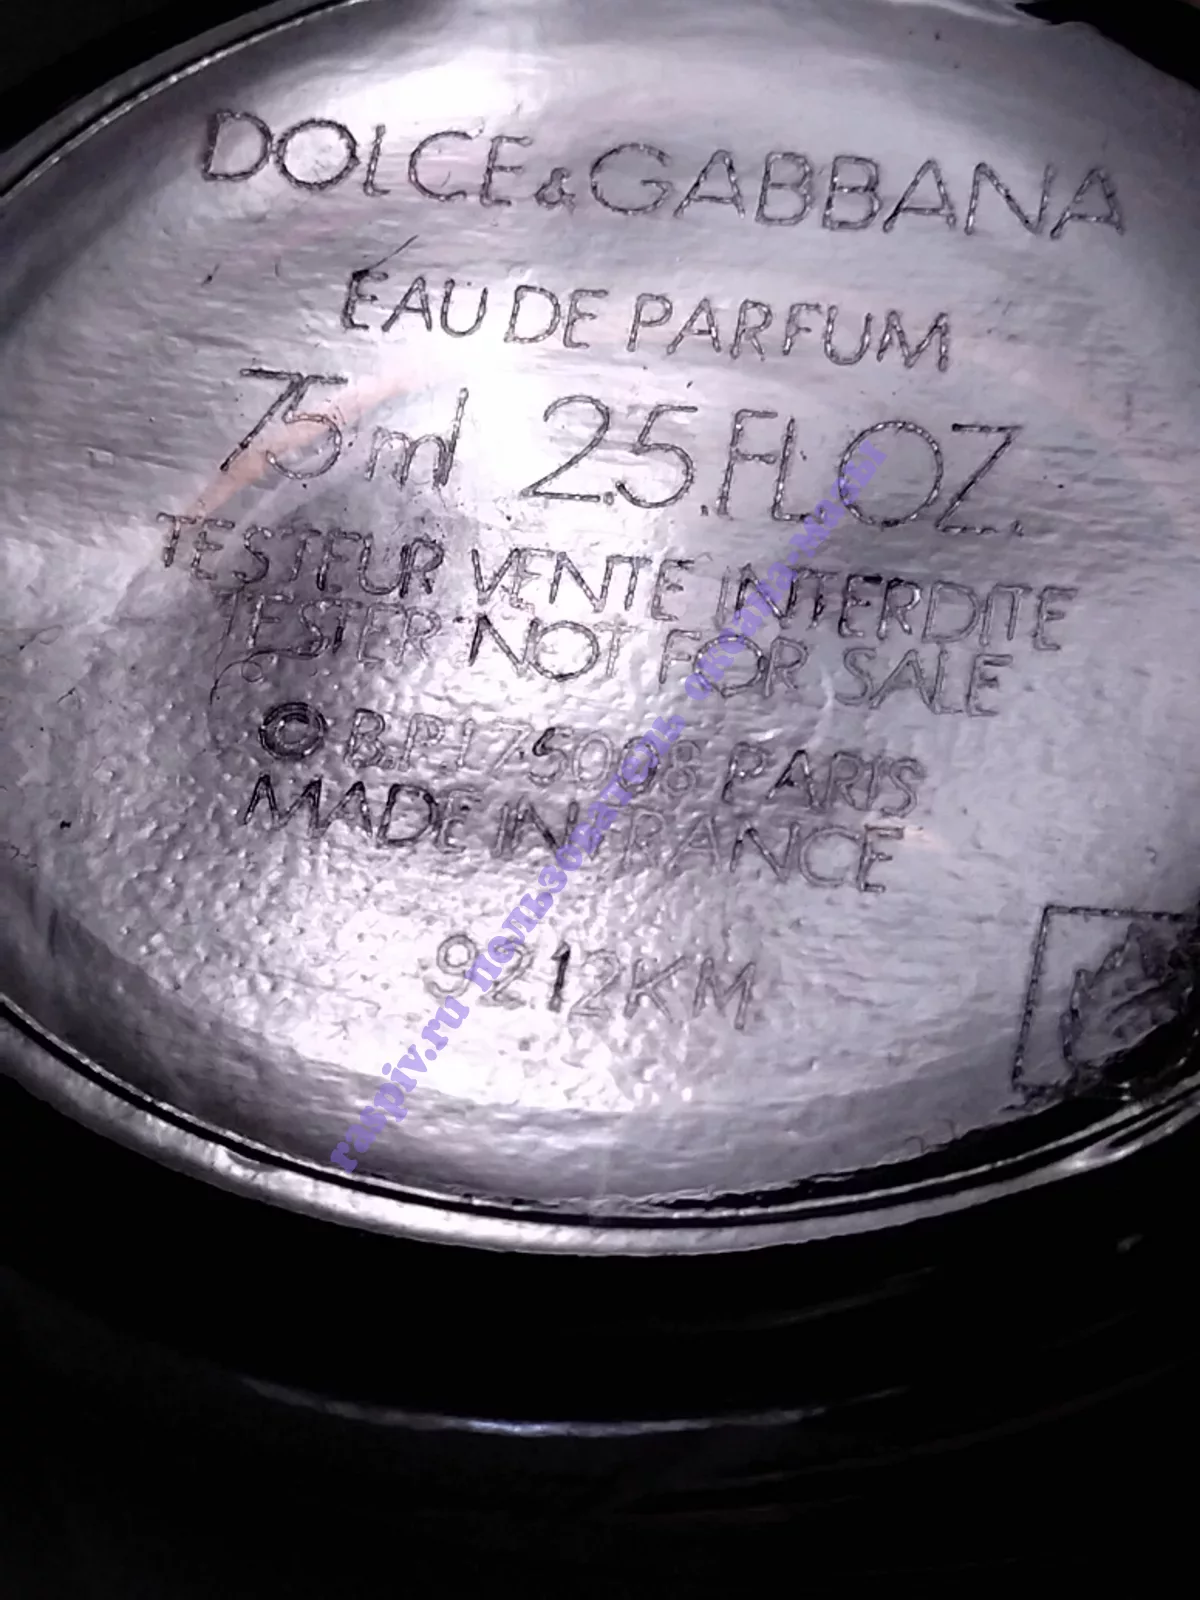 DOLCE&GABBANA
EAU DE PARFUM
75ml 2.5.FL.OZ.
TESTEUR VENTE INTERDITE
TESTER NOT FOR SALE
© B.P.L 75008 PARIS
MADE IN FRANCE
9212KM
raspiv.ru пользователь оксана-малы